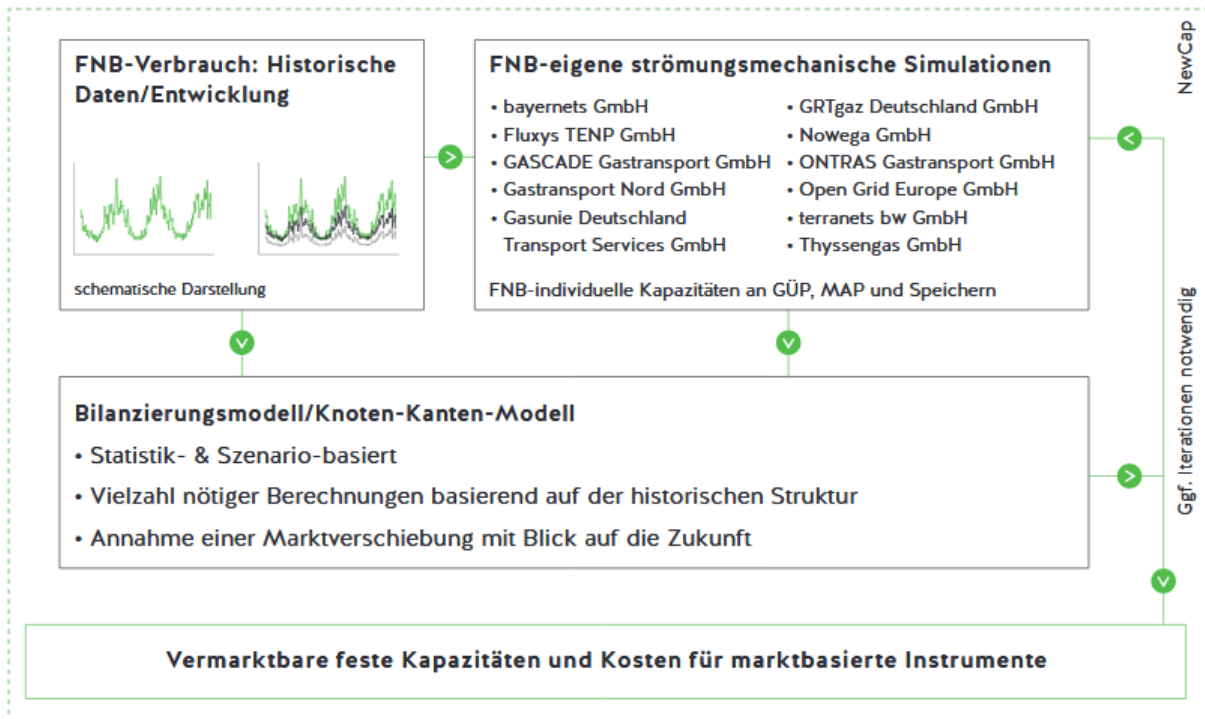 FNB-Verbrauch: Historische
Daten/Entwicklung
schematische Darstellung
FNB-eigene strömungsmechanische Simulationen
• bayernets GmbH
• Fluxys TENP GmbH
• GASCADE Gastransport GmbH
• Gastransport Nord GmbH
• Gasunie Deutschland
Transport Services GmbH
• GRTgaz Deutschland GmbH
• Nowega GmbH
• ONTRAS Gastransport GmbH
• Open Grid Europe GmbH
• terranets bw GmbH
• Thyssengas GmbH
FNB-individuelle Kapazitäten an GÜP, MAP und Speichern
NewCap
Ggf. Iterationen notwendig
Bilanzierungsmodell/Knoten-Kanten-Modell
• Statistik- & Szenario-basiert
• Vielzahl nötiger Berechnungen basierend auf der historischen Struktur
• Annahme einer Marktverschiebung mit Blick auf die Zukunft
Vermarktbare feste Kapazitäten und Kosten für marktbasierte Instrumente